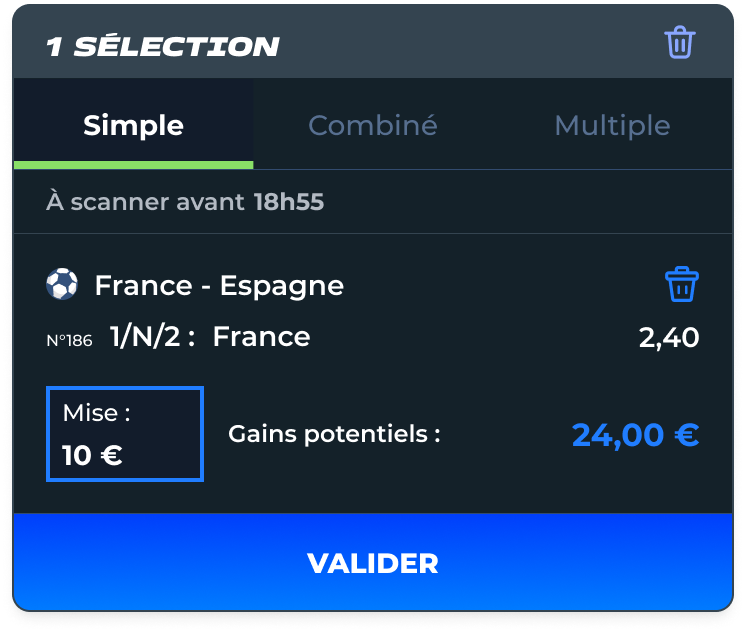 1 SÉLECTION
Simple Combiné Multiple
À scanner avant 18h55
France - Espagne
N°186 1/N/2 : France 2,40
Mise :
10 €
Gains potentiels : 24,00 €
VALIDER